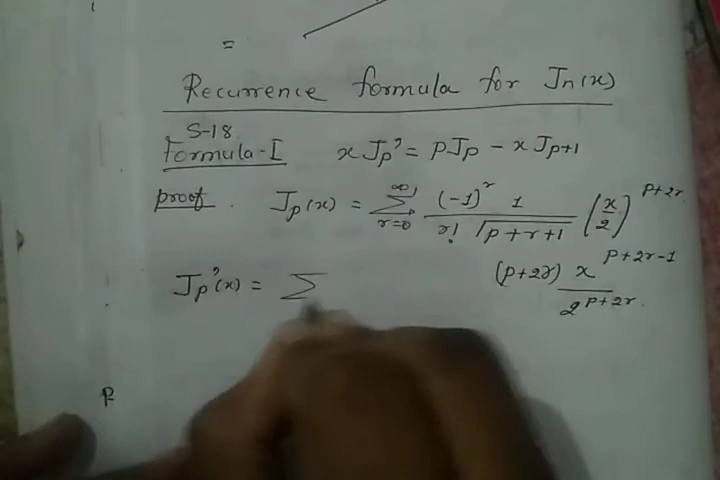 =
Recurrence formula for Jn(x)
S-18
Formula-I x Jp' = p Jp - x Jp+1
proof . Jp(x) = ∑_{r=0}^{∞} (-1)^r 1 / r! √(p+r+1) (x/2)^{p+2r}
Jp'(x) = ∑ (p+2r) x^{p+2r-1} / 2^{p+2r}.